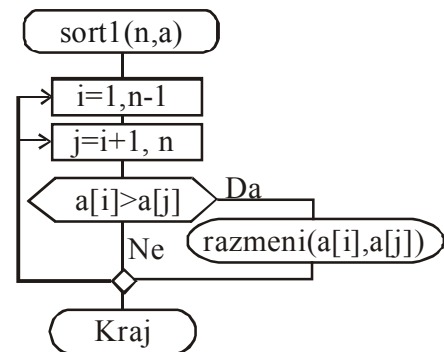 sort1(n,a)
i=1,n-1
j=i+1, n
a[i]>a[j]
Da
Ne
razmeni(a[i],a[j])
Kraj